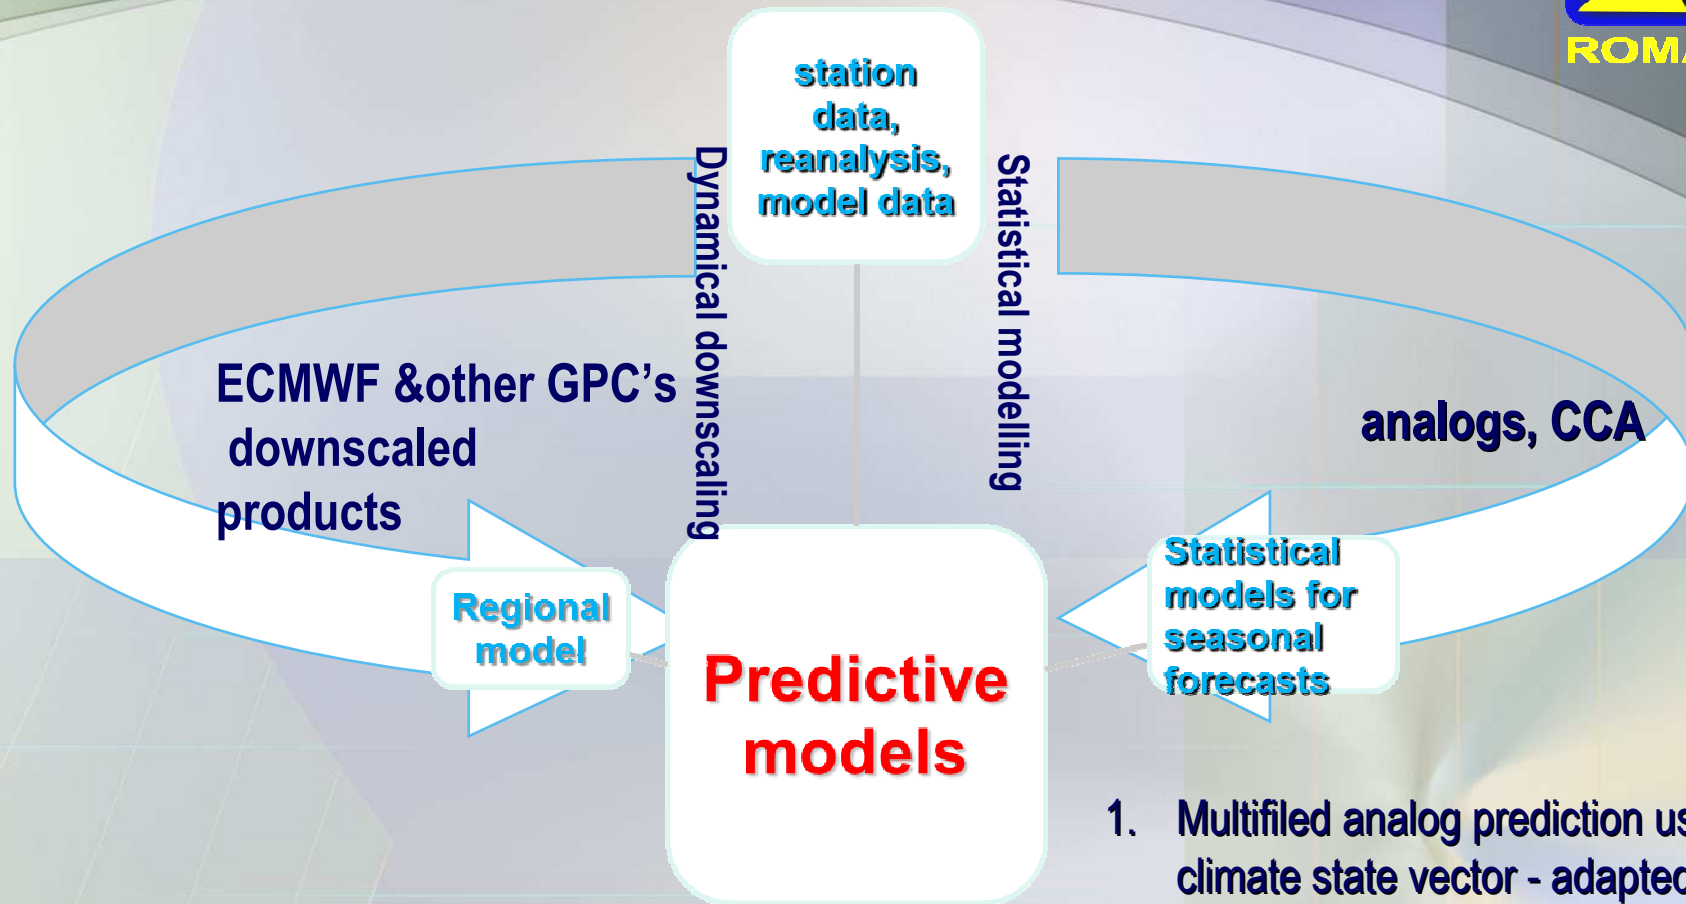 ROMA
station
data,
reanalysis,
model data
Dynamical downscaling
Statistical modelling
ECMWF &other GPC's
downscaled
products
analogs, CCA
Regional
model
Statistical
models for
seasonal
forecasts
Predictive
models
1. Multifiled analog prediction us
climate state vector - adapted